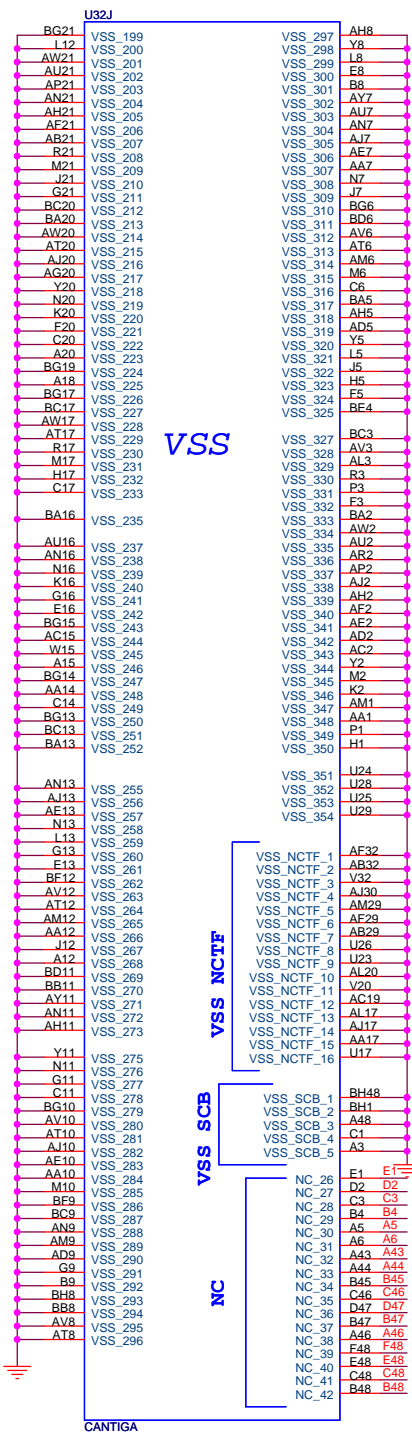 U32J
BG21 VSS_199
L12 VSS_200
AW21 VSS_201
AU21 VSS_202
AP21 VSS_203
AN21 VSS_204
AH21 VSS_205
AF21 VSS_206
AB21 VSS_207
R21 VSS_208
M21 VSS_209
J21 VSS_210
G21 VSS_211
BC20 VSS_212
BA20 VSS_213
AW20 VSS_214
AT20 VSS_215
AJ20 VSS_216
AG20 VSS_217
Y20 VSS_218
N20 VSS_219
K20 VSS_220
F20 VSS_221
C20 VSS_222
A20 VSS_223
BG19 VSS_224
A18 VSS_225
BG17 VSS_226
BC17 VSS_227
AW17 VSS_228
AT17 VSS_229
R17 VSS_230
M17 VSS_231
H17 VSS_232
C17 VSS_233
BA16 VSS_235
AU16 VSS_237
AN16 VSS_238
N16 VSS_239
K16 VSS_240
G16 VSS_241
E16 VSS_242
BG15 VSS_243
AC15 VSS_244
W15 VSS_245
A15 VSS_246
BG14 VSS_247
AA14 VSS_248
C14 VSS_249
BG13 VSS_250
BC13 VSS_251
BA13 VSS_252
AN13 VSS_255
AJ13 VSS_256
AE13 VSS_257
N13 VSS_258
L13 VSS_259
G13 VSS_260
E13 VSS_261
BF12 VSS_262
AV12 VSS_263
AT12 VSS_264
AM12 VSS_265
AA12 VSS_266
J12 VSS_267
A12 VSS_268
BD11 VSS_269
BB11 VSS_270
AY11 VSS_271
AN11 VSS_272
AH11 VSS_273
Y11 VSS_275
N11 VSS_276
G11 VSS_277
C11 VSS_278
BG10 VSS_279
AV10 VSS_280
AT10 VSS_281
AJ10 VSS_282
AE10 VSS_283
AA10 VSS_284
M10 VSS_285
BF9 VSS_286
BC9 VSS_287
AN9 VSS_288
AM9 VSS_289
AD9 VSS_290
G9 VSS_291
B9 VSS_292
BH8 VSS_293
BB8 VSS_294
AV8 VSS_295
AT8 VSS_296
VSS
VSS_297 AH8
VSS_298 Y8
VSS_299 L8
VSS_300 E8
VSS_301 B8
VSS_302 AY7
VSS_303 AU7
VSS_304 AN7
VSS_305 AJ7
VSS_306 AE7
VSS_307 AA7
VSS_308 N7
VSS_309 J7
VSS_310 BG6
VSS_311 BD6
VSS_312 AV6
VSS_313 AT6
VSS_314 AM6
VSS_315 M6
VSS_316 C6
VSS_317 BA5
VSS_318 AH5
VSS_319 AD5
VSS_320 Y5
VSS_321 L5
VSS_322 J5
VSS_323 H5
VSS_324 F5
VSS_325 BE4
VSS_327 BC3
VSS_328 AV3
VSS_329 AL3
VSS_330 R3
VSS_331 P3
VSS_332 F3
VSS_333 BA2
VSS_334 AW2
VSS_335 AU2
VSS_336 AR2
VSS_337 AP2
VSS_338 AJ2
VSS_339 AH2
VSS_340 AF2
VSS_341 AE2
VSS_342 AD2
VSS_343 AC2
VSS_344 Y2
VSS_345 M2
VSS_346 K2
VSS_347 AM1
VSS_348 AA1
VSS_349 P1
VSS_350 H1
VSS_351 U24
VSS_352 U28
VSS_353 U25
VSS_354 U29
VSS NCTF
VSS_NCTF_1 AF32
VSS_NCTF_2 AB32
VSS_NCTF_3 V32
VSS_NCTF_4 AJ30
VSS_NCTF_5 AM29
VSS_NCTF_6 AF29
VSS_NCTF_7 AB29
VSS_NCTF_8 U26
VSS_NCTF_9 U23
VSS_NCTF_10 AL20
VSS_NCTF_11 V20
VSS_NCTF_12 AC19
VSS_NCTF_13 AL17
VSS_NCTF_14 AJ17
VSS_NCTF_15 AA17
VSS_NCTF_16 U17
VSS SCB
VSS_SCB_1 BH48
VSS_SCB_2 BH1
VSS_SCB_3 A48
VSS_SCB_4 C1
VSS_SCB_5 A3
NC
NC_26 E1 E1
NC_27 D2 D2
NC_28 C3 C3
NC_29 B4 B4
NC_30 A5 A5
NC_31 A6 A6
NC_32 A43 A43
NC_33 A44 A44
NC_34 B45 B45
NC_35 C46 C46
NC_36 D47 D47
NC_37 B47 B47
NC_38 A46 A46
NC_39 F48 F48
NC_40 E48 E48
NC_41 C48 C48
NC_42 B48 B48
CANTIGA